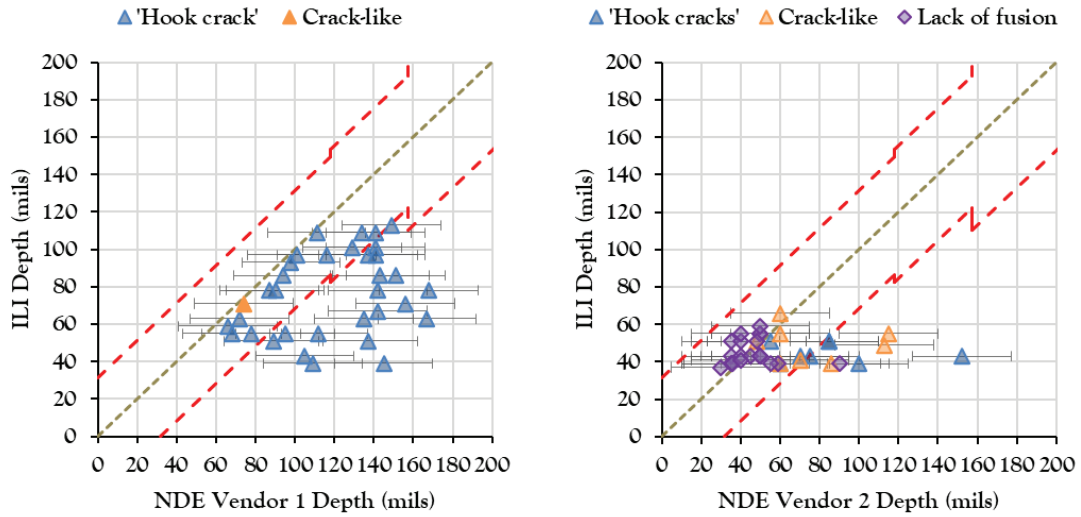 'Hook crack' Crack-like
200
180
160
140
120
100
80
60
40
20
0
0 20 40 60 80 100 120 140 160 180 200
ILI Depth (mils)
NDE Vendor 1 Depth (mils)
'Hook cracks' Crack-like Lack of fusion
200
180
160
140
120
100
80
60
40
20
0
0 20 40 60 80 100 120 140 160 180 200
ILI Depth (mils)
NDE Vendor 2 Depth (mils)